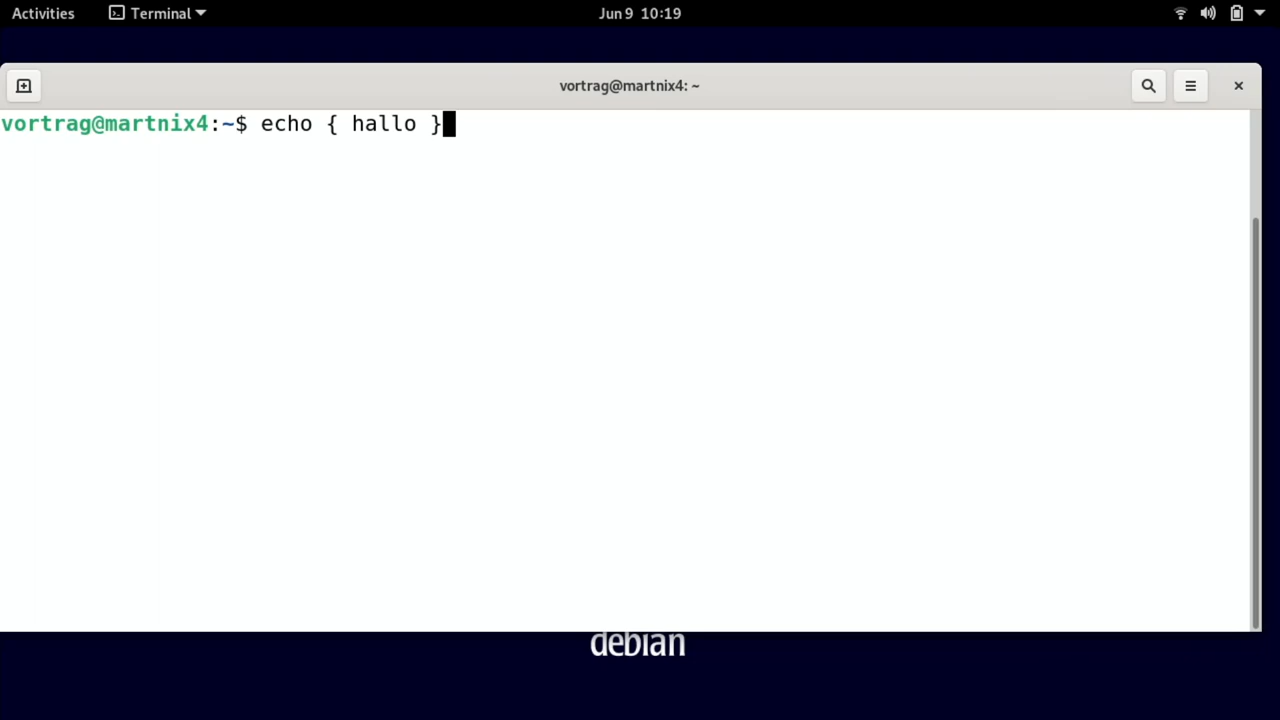 Activities Terminal Jun 9 10:19
vortrag@martnix4: ~
vortrag@martnix4:~$ echo { hallo }
debian